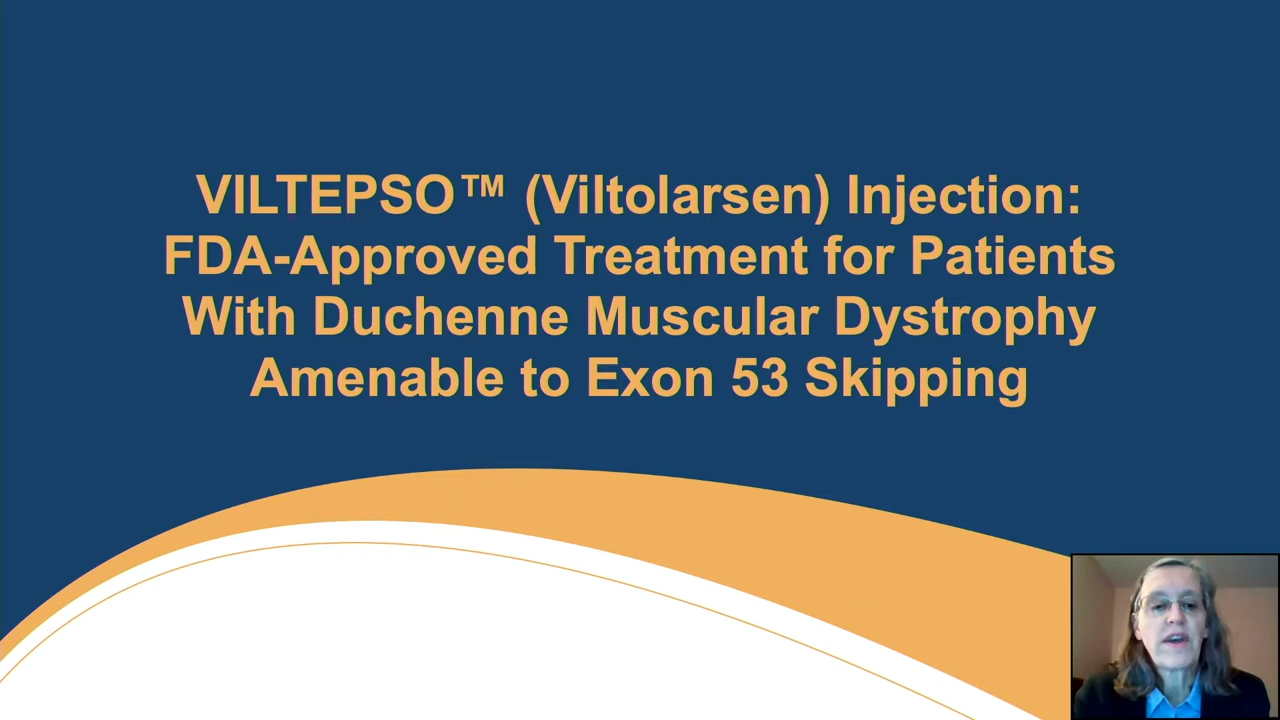 VILTEPSO™ (Viltolarsen) Injection:
FDA-Approved Treatment for Patients
With Duchenne Muscular Dystrophy
Amenable to Exon 53 Skipping